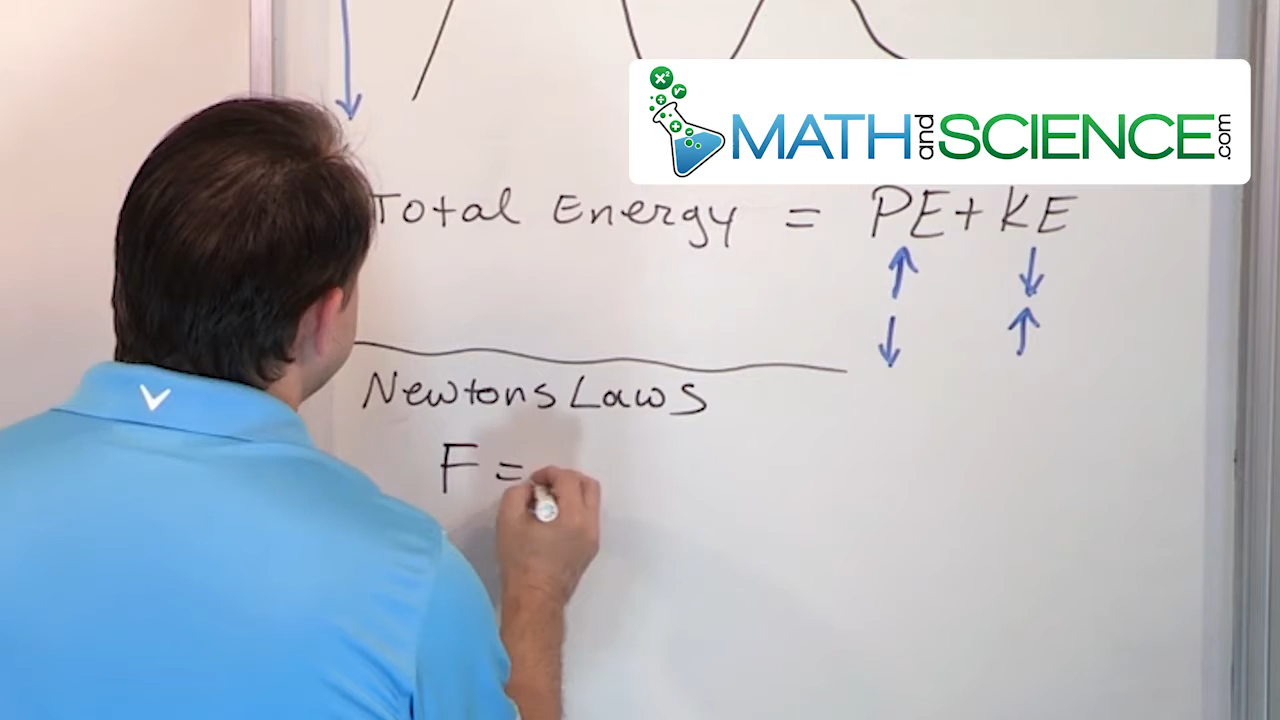 MATHandSCIENCE.com
Total Energy = PE + KE
↑ ↓
↓ ↑
Newtons Laws
F =